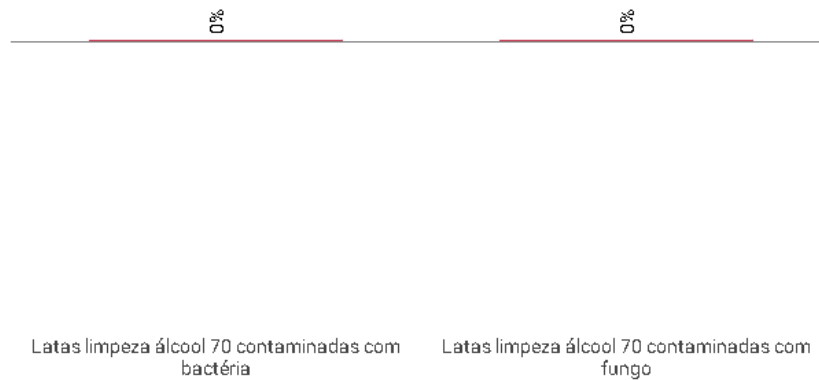 0%
0%
Latas limpeza álcool 70 contaminadas com
bactéria
Latas limpeza álcool 70 contaminadas com
fungo